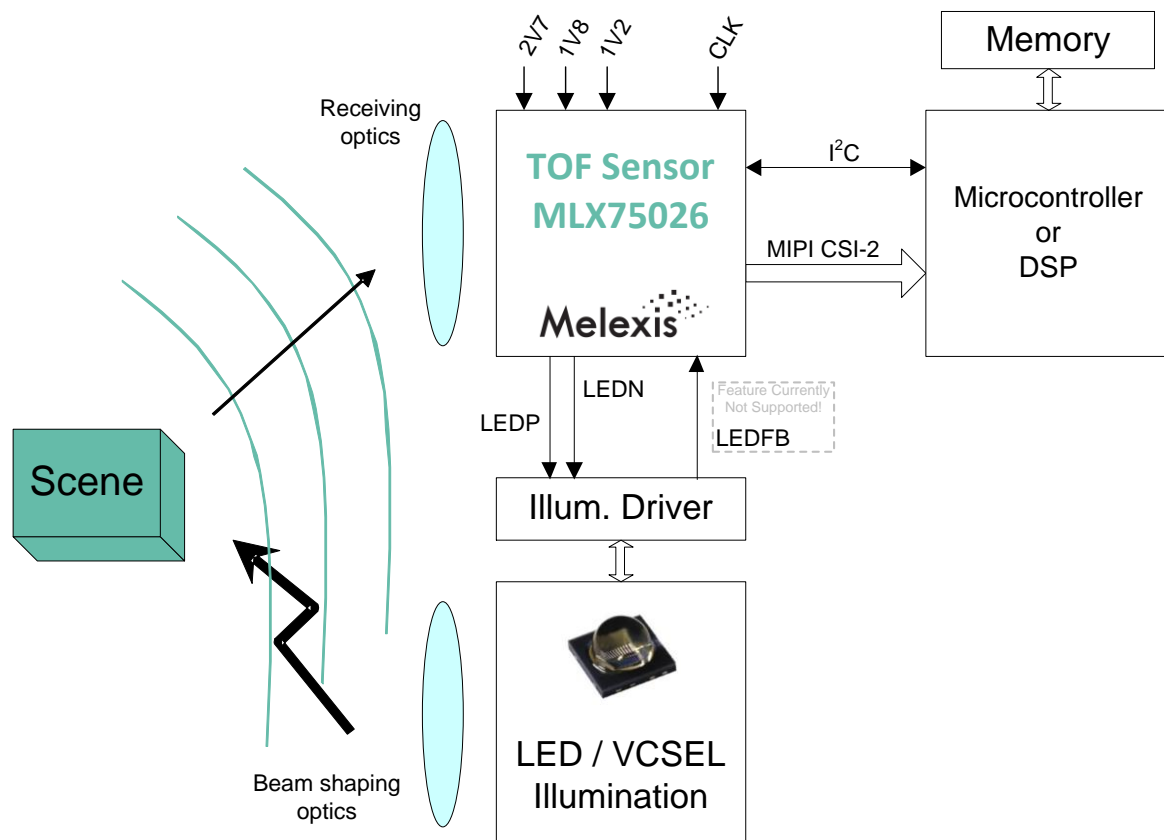 2V7
1V8
1V2
CLK
Memory
Receiving
optics
TOF Sensor
MLX75026
Melexis
I²C
MIPI CSI-2
Microcontroller
or
DSP
LEDP
LEDN
Feature Currently
Not Supported!
LEDFB
Scene
Illum. Driver
LED / VCSEL
Illumination
Beam shaping
optics